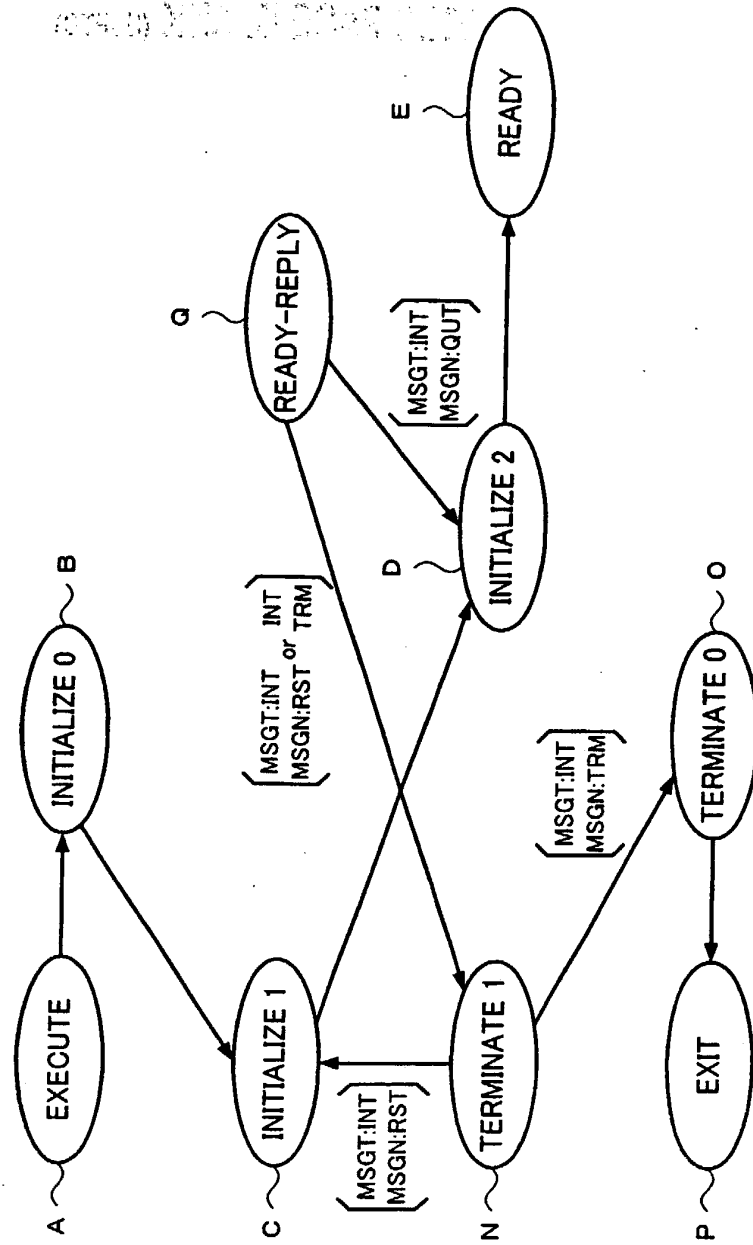 A
EXECUTE
INITIALIZE 0
B
C
INITIALIZE 1
MSGT:INT
MSGN:RST
or
INT
TRM
READY-REPLY
Q
MSGT:INT
MSGN:RST
D
INITIALIZE 2
MSGT:INT
MSGN:QUT
READY
E
N
TERMINATE 1
MSGT:INT
MSGN:TRM
P
EXIT
TERMINATE 0
O